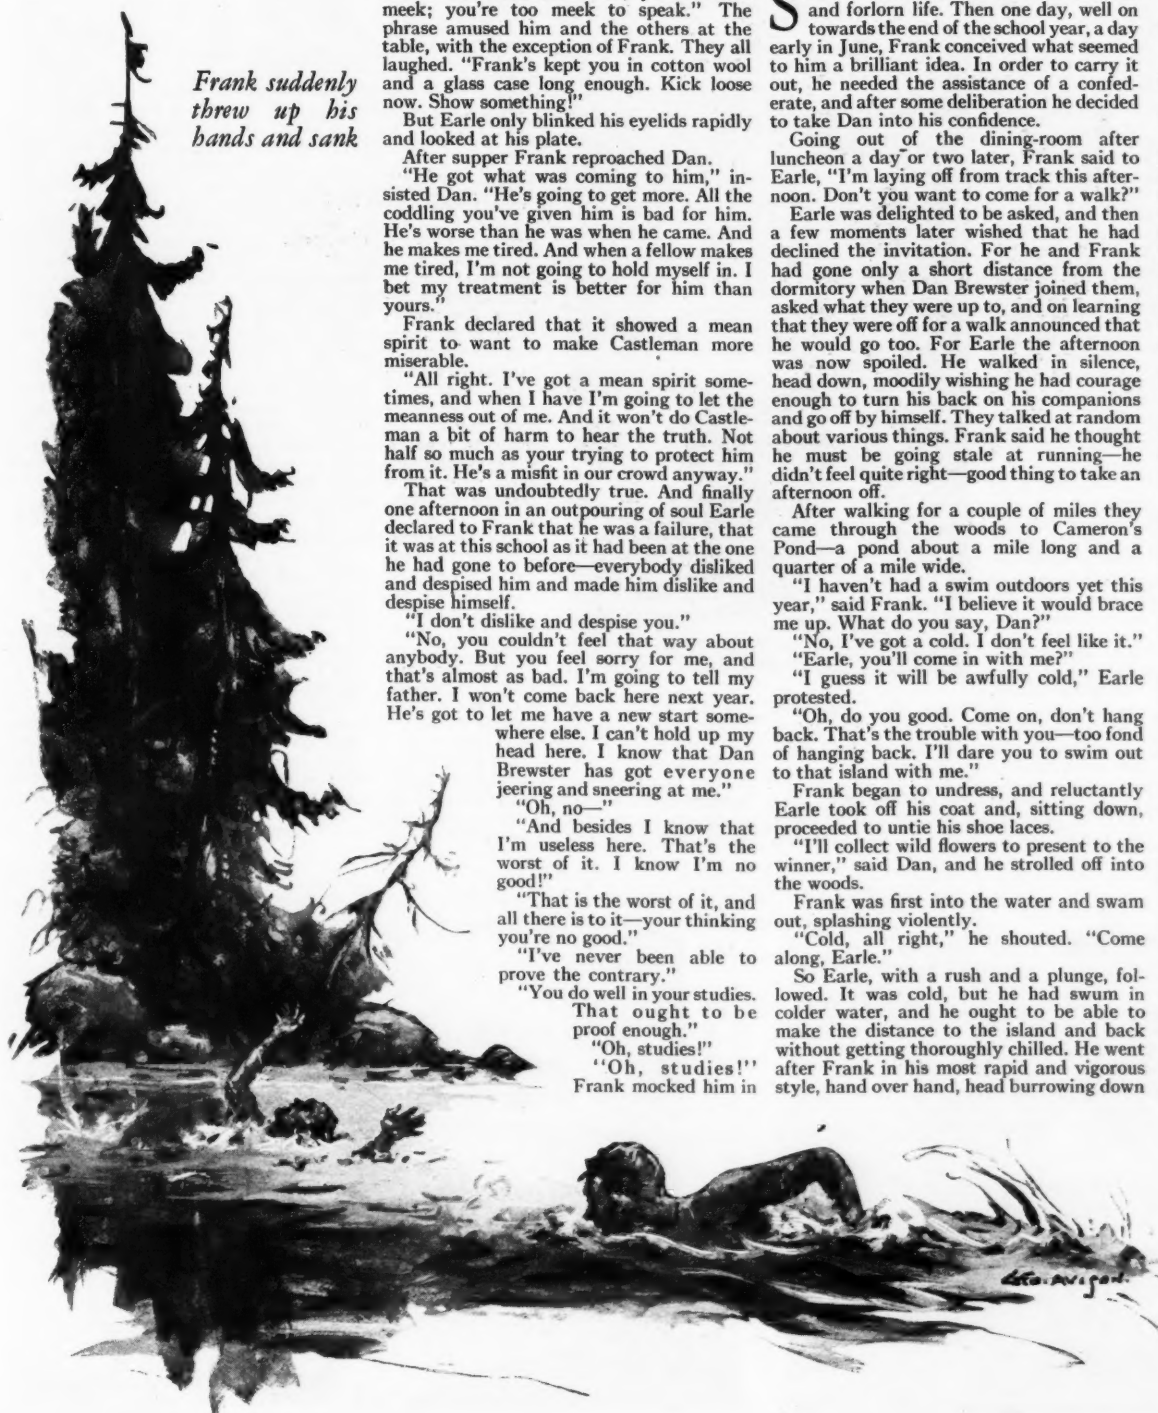 Frank suddenly
threw up his
hands and sank
meek; you're too meek to speak." The
phrase amused him and the others at the
table, with the exception of Frank. They all
laughed. "Frank's kept you in cotton wool
and a glass case long enough. Kick loose
now. Show something!"
But Earle only blinked his eyelids rapidly
and looked at his plate.
After supper Frank reproached Dan.
"He got what was coming to him," in-
sisted Dan. "He's going to get more. All the
coddling you've given him is bad for him.
He's worse than he was when he came. And
he makes me tired. And when a fellow makes
me tired, I'm not going to hold myself in. I
bet my treatment is better for him than
yours."
Frank declared that it showed a mean
spirit to want to make Castleman more
miserable.
"All right. I've got a mean spirit some-
times, and when I have I'm going to let the
meanness out of me. And it won't do Castle-
man a bit of harm to hear the truth. Not
half so much as your trying to protect him
from it. He's a misfit in our crowd anyway."
That was undoubtedly true. And finally
one afternoon in an outpouring of soul Earle
declared to Frank that he was a failure, that
it was at this school as it had been at the one
he had gone to before—everybody disliked
and despised him and made him dislike and
despise himself.
"I don't dislike and despise you."
"No, you couldn't feel that way about
anybody. But you feel sorry for me, and
that's almost as bad. I'm going to tell my
father. I won't come back here next year.
He's got to let me have a new start some-
where else. I can't hold up my
head here. I know that Dan
Brewster has got everyone
jeering and sneering at me."
"Oh, no—"
"And besides I know that
I'm useless here. That's the
worst of it. I know I'm no
good!"
"That is the worst of it, and
all there is to it—your thinking
you're no good."
"I've never been able to
prove the contrary."
"You do well in your studies.
That ought to be
proof enough."
"Oh, studies!"
"Oh, studies!"
Frank mocked him in
S and forlorn life. Then one day, well on
towards the end of the school year, a day
early in June, Frank conceived what seemed
to him a brilliant idea. In order to carry it
out, he needed the assistance of a confed-
erate, and after some deliberation he decided
to take Dan into his confidence.
Going out of the dining-room after
luncheon a day or two later, Frank said to
Earle, "I'm laying off from track this after-
noon. Don't you want to come for a walk?"
Earle was delighted to be asked, and then
a few moments later wished that he had
declined the invitation. For he and Frank
had gone only a short distance from the
dormitory when Dan Brewster joined them,
asked what they were up to, and on learning
that they were off for a walk announced that
he would go too. For Earle the afternoon
was now spoiled. He walked in silence,
head down, moodily wishing he had courage
enough to turn his back on his companions
and go off by himself. They talked at random
about various things. Frank said he thought
he must be going stale at running—he
didn't feel quite right—good thing to take an
afternoon off.
After walking for a couple of miles they
came through the woods to Cameron's
Pond—a pond about a mile long and a
quarter of a mile wide.
"I haven't had a swim outdoors yet this
year," said Frank. "I believe it would brace
me up. What do you say, Dan?"
"No, I've got a cold. I don't feel like it."
"Earle, you'll come in with me?"
"I guess it will be awfully cold," Earle
protested.
"Oh, do you good. Come on, don't hang
back. That's the trouble with you—too fond
of hanging back. I'll dare you to swim out
to that island with me."
Frank began to undress, and reluctantly
Earle took off his coat and, sitting down,
proceeded to untie his shoe laces.
"I'll collect wild flowers to present to the
winner," said Dan, and he strolled off into
the woods.
Frank was first into the water and swam
out, splashing violently.
"Cold, all right," he shouted. "Come
along, Earle."
So Earle, with a rush and a plunge, fol-
lowed. It was cold, but he had swum in
colder water, and he ought to be able to
make the distance to the island and back
without getting thoroughly chilled. He went
after Frank in his most rapid and vigorous
style, hand over hand, head burrowing down
Geo. Avison.